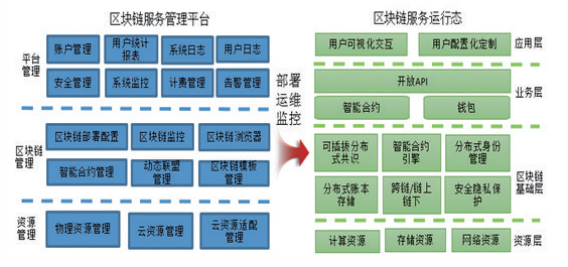 区块链服务管理平台
平台
管理
账户管理
用户统计
报表
系统日志
用户日志
安全管理
系统监控
计费管理
告警管理
区块链
管理
区块链部署配置
区块链监控
区块链浏览器
智能合约管理
动态联盟
管理
区块链模板
管理
资源
管理
物理资源管理
云资源管理
云资源适配
管理
部署
运维
监控
区块链服务运行态
用户可视化交互
用户配置化定制
应用层
开放API
智能合约
钱包
业务层
可插拔分布
式共识
智能合约
引擎
分布式身份
管理
分布式账本
存储
跨链/链上
链下
安全隐私保
护
区块链
基础层
计算资源
存储资源
网络资源
资源层